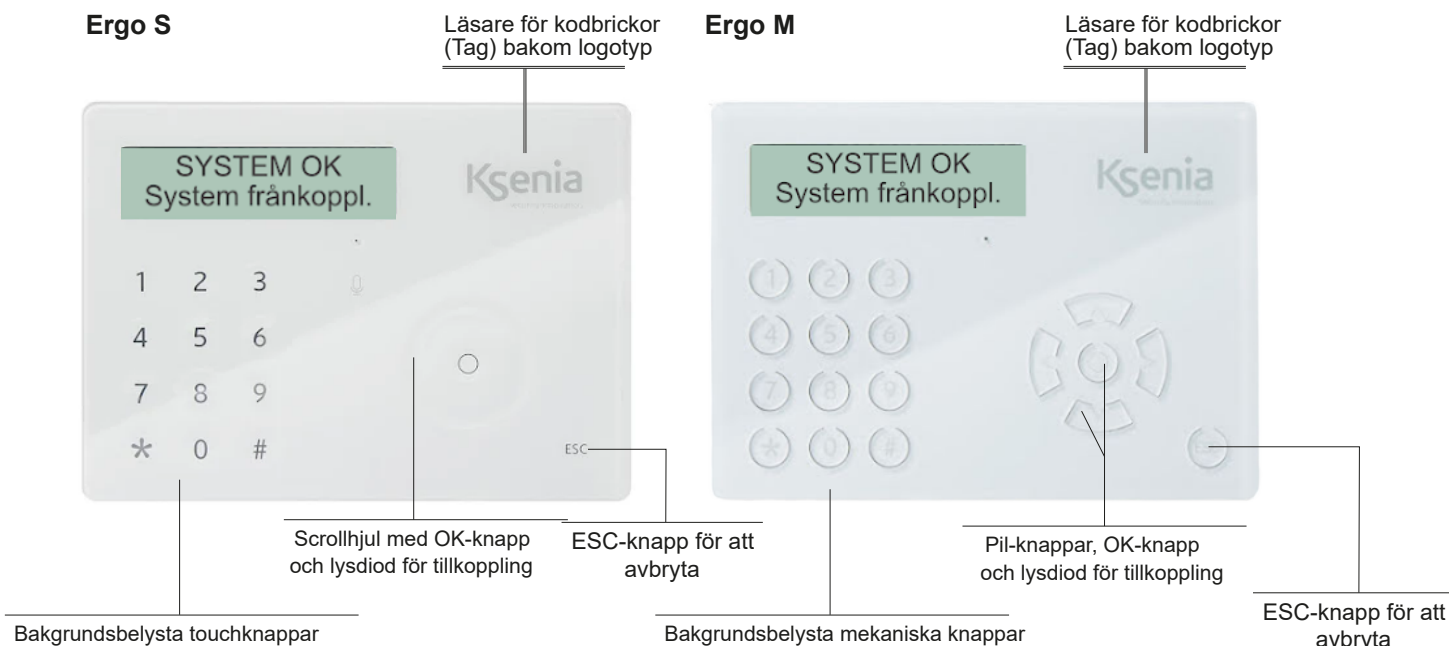 Ergo S
Läsare för kodbrickor
(Tag) bakom logotyp
SYSTEM OK
System frånkoppl.
Ksenia
1 2 3
4 5 6
7 8 9
* 0 #
ESC
Scrollhjul med OK-knapp
och lysdiod för tillkoppling
ESC-knapp för att
avbryta
Bakgrundsbelysta touchknappar
Ergo M
Läsare för kodbrickor
(Tag) bakom logotyp
SYSTEM OK
System frånkoppl.
Ksenia
1 2 3
4 5 6
7 8 9
* 0 #
Pil-knappar, OK-knapp
och lysdiod för tillkoppling
ESC-knapp för att
avbryta
Bakgrundsbelysta mekaniska knappar